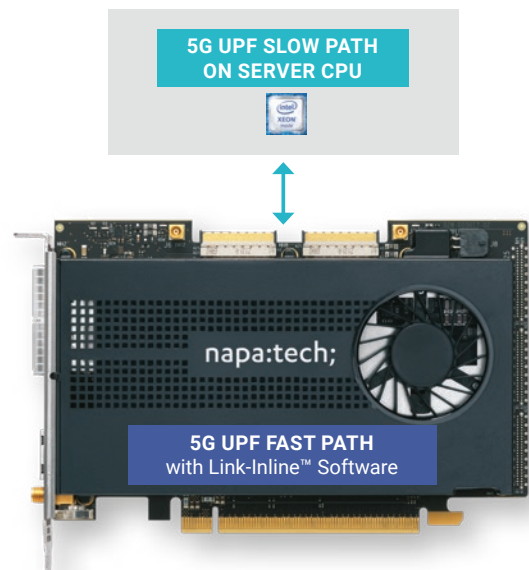 5G UPF SLOW PATH
ON SERVER CPU
intel
XEON
inside
napa:tech;
5G UPF FAST PATH
with Link-Inline™ Software